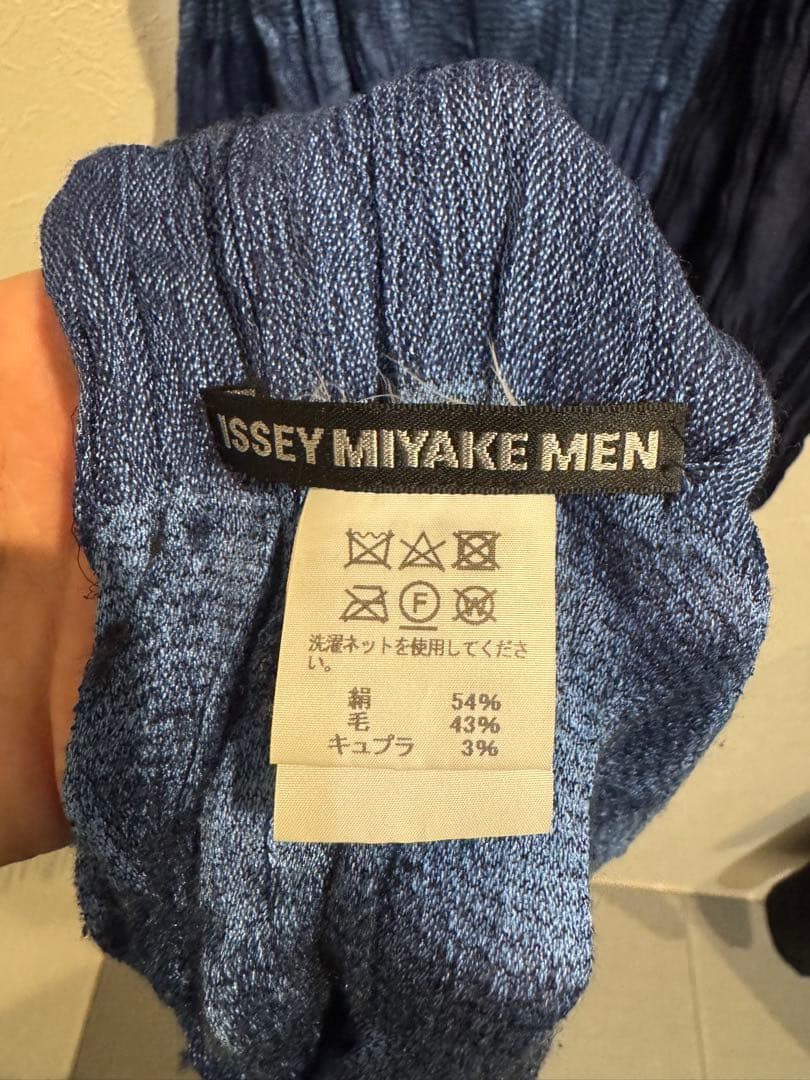 ISSEY MIYAKE MEN
F W
洗濯ネットを使用してくださ
い。
絹 54%
毛 43%
キュプラ 3%